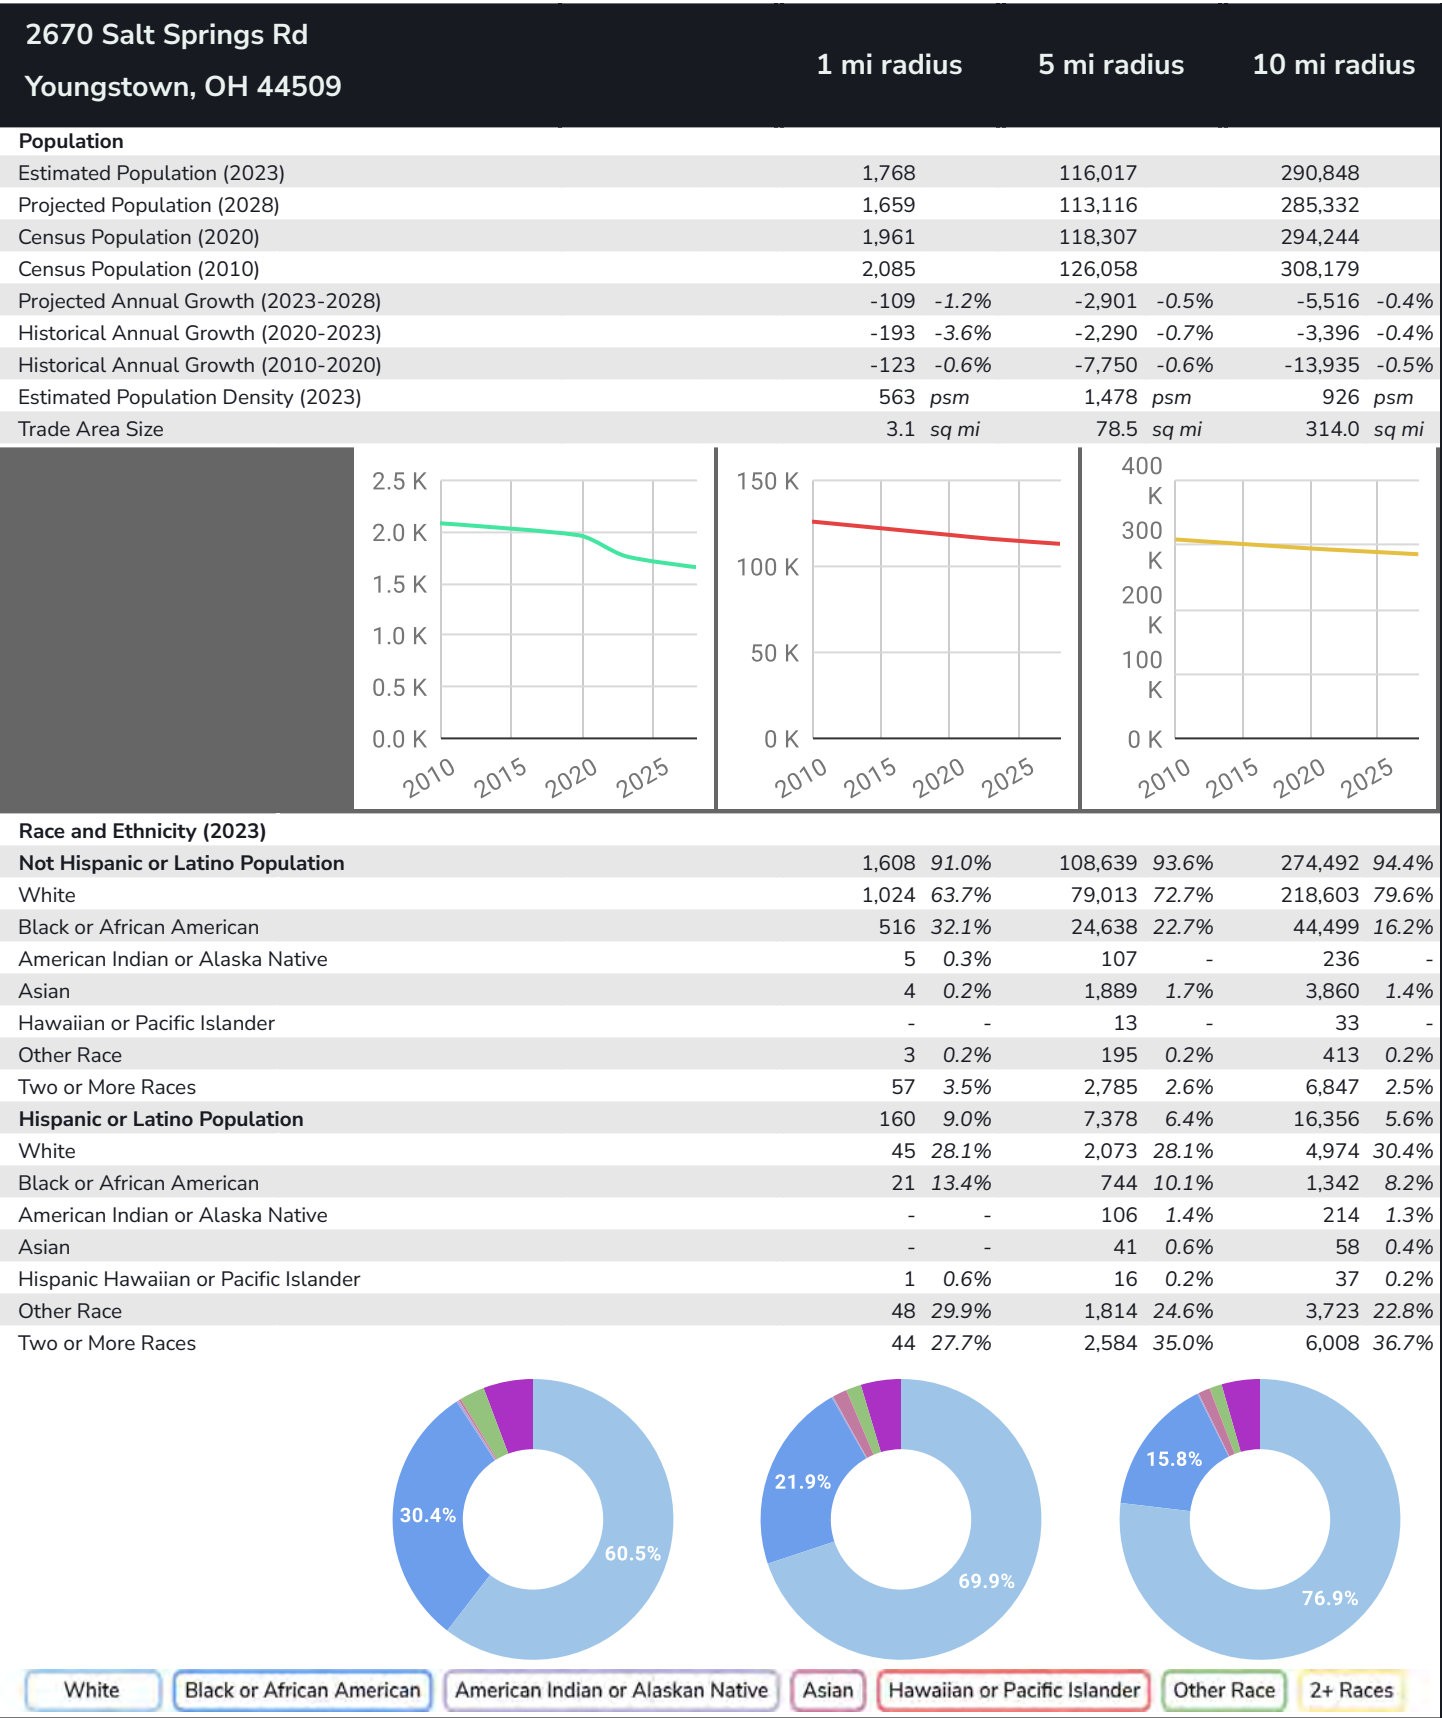 2670 Salt Springs Rd
Youngstown, OH 44509
1 mi radius 5 mi radius 10 mi radius
Population
Estimated Population (2023) 1,768 116,017 290,848
Projected Population (2028) 1,659 113,116 285,332
Census Population (2020) 1,961 118,307 294,244
Census Population (2010) 2,085 126,058 308,179
Projected Annual Growth (2023-2028) -109 -1.2% -2,901 -0.5% -5,516 -0.4%
Historical Annual Growth (2020-2023) -193 -3.6% -2,290 -0.7% -3,396 -0.4%
Historical Annual Growth (2010-2020) -123 -0.6% -7,750 -0.6% -13,935 -0.5%
Estimated Population Density (2023) 563 psm 1,478 psm 926 psm
Trade Area Size 3.1 sq mi 78.5 sq mi 314.0 sq mi
2.5 K
2.0 K
1.5 K
1.0 K
0.5 K
0.0 K
2010 2015 2020 2025
150 K
100 K
50 K
0 K
2010 2015 2020 2025
400
K
300
K
200
K
100
K
0 K
2010 2015 2020 2025
Race and Ethnicity (2023)
Not Hispanic or Latino Population 1,608 91.0% 108,639 93.6% 274,492 94.4%
White 1,024 63.7% 79,013 72.7% 218,603 79.6%
Black or African American 516 32.1% 24,638 22.7% 44,499 16.2%
American Indian or Alaska Native 5 0.3% 107 - 236 -
Asian 4 0.2% 1,889 1.7% 3,860 1.4%
Hawaiian or Pacific Islander - - 13 - 33 -
Other Race 3 0.2% 195 0.2% 413 0.2%
Two or More Races 57 3.5% 2,785 2.6% 6,847 2.5%
Hispanic or Latino Population 160 9.0% 7,378 6.4% 16,356 5.6%
White 45 28.1% 2,073 28.1% 4,974 30.4%
Black or African American 21 13.4% 744 10.1% 1,342 8.2%
American Indian or Alaska Native - - 106 1.4% 214 1.3%
Asian - - 41 0.6% 58 0.4%
Hispanic Hawaiian or Pacific Islander 1 0.6% 16 0.2% 37 0.2%
Other Race 48 29.9% 1,814 24.6% 3,723 22.8%
Two or More Races 44 27.7% 2,584 35.0% 6,008 36.7%
30.4%
60.5%
21.9%
69.9%
15.8%
76.9%
White Black or African American American Indian or Alaskan Native Asian Hawaiian or Pacific Islander Other Race 2+ Races